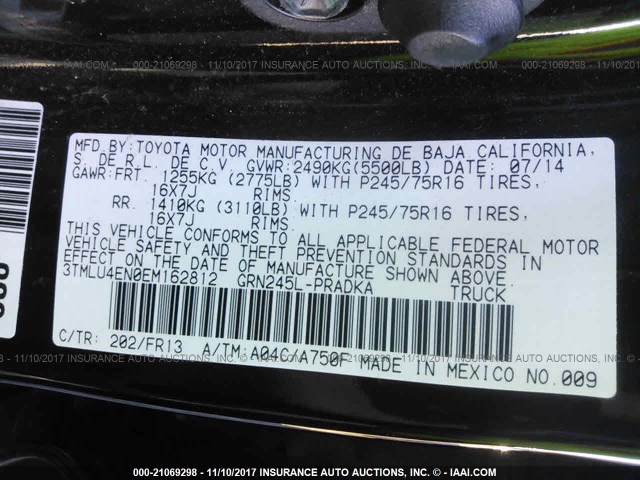 000-21069298 - 11/10/2017 INSURANCE AUTO AUCTIONS, INC. - © IAAI.COM
MFD.BY:TOYOTA MOTOR MANUFACTURING DE BAJA CALIFORNIA,
S. DE R.L. DE C.V. GVWR:2490KG(5500LB) DATE: 07/14
GAWR:FRT. 1255KG (2775LB) WITH P245/75R16 TIRES,
16X7J RIMS.
RR. 1410KG (3110LB) WITH P245/75R16 TIRES,
16X7J RIMS.
THIS VEHICLE CONFORMS TO ALL APPLICABLE FEDERAL MOTOR
VEHICLE SAFETY AND THEFT PREVENTION STANDARDS IN
EFFECT ON THE DATE OF MANUFACTURE SHOWN ABOVE.
3TMLU4EN0EM162812 GRN245L-PRADKA TRUCK
C/TR: 202/FR13 A/TM:A04C/A750F MADE IN MEXICO NO.009
000-21069298 - 11/10/2017 INSURANCE AUTO AUCTIONS, INC. - © IAAI.COM